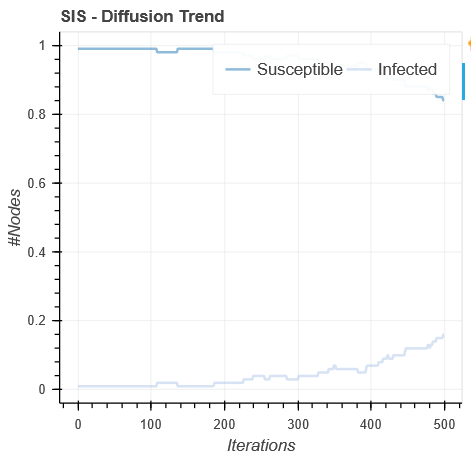 SIS - Diffusion Trend
1
Susceptible Infected
0.8
0.6
#Nodes
0.4
0.2
0
0 100 200 300 400 500
Iterations